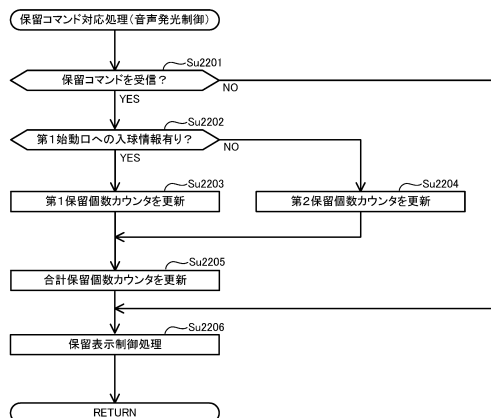 保留コマンド対応処理(音声発光制御)
Su2201
保留コマンドを受信？
NO
YES
Su2202
第1始動口への入球情報有り？
NO
YES
Su2203
第1保留個数カウンタを更新
Su2204
第2保留個数カウンタを更新
Su2205
合計保留個数カウンタを更新
Su2206
保留表示制御処理
RETURN